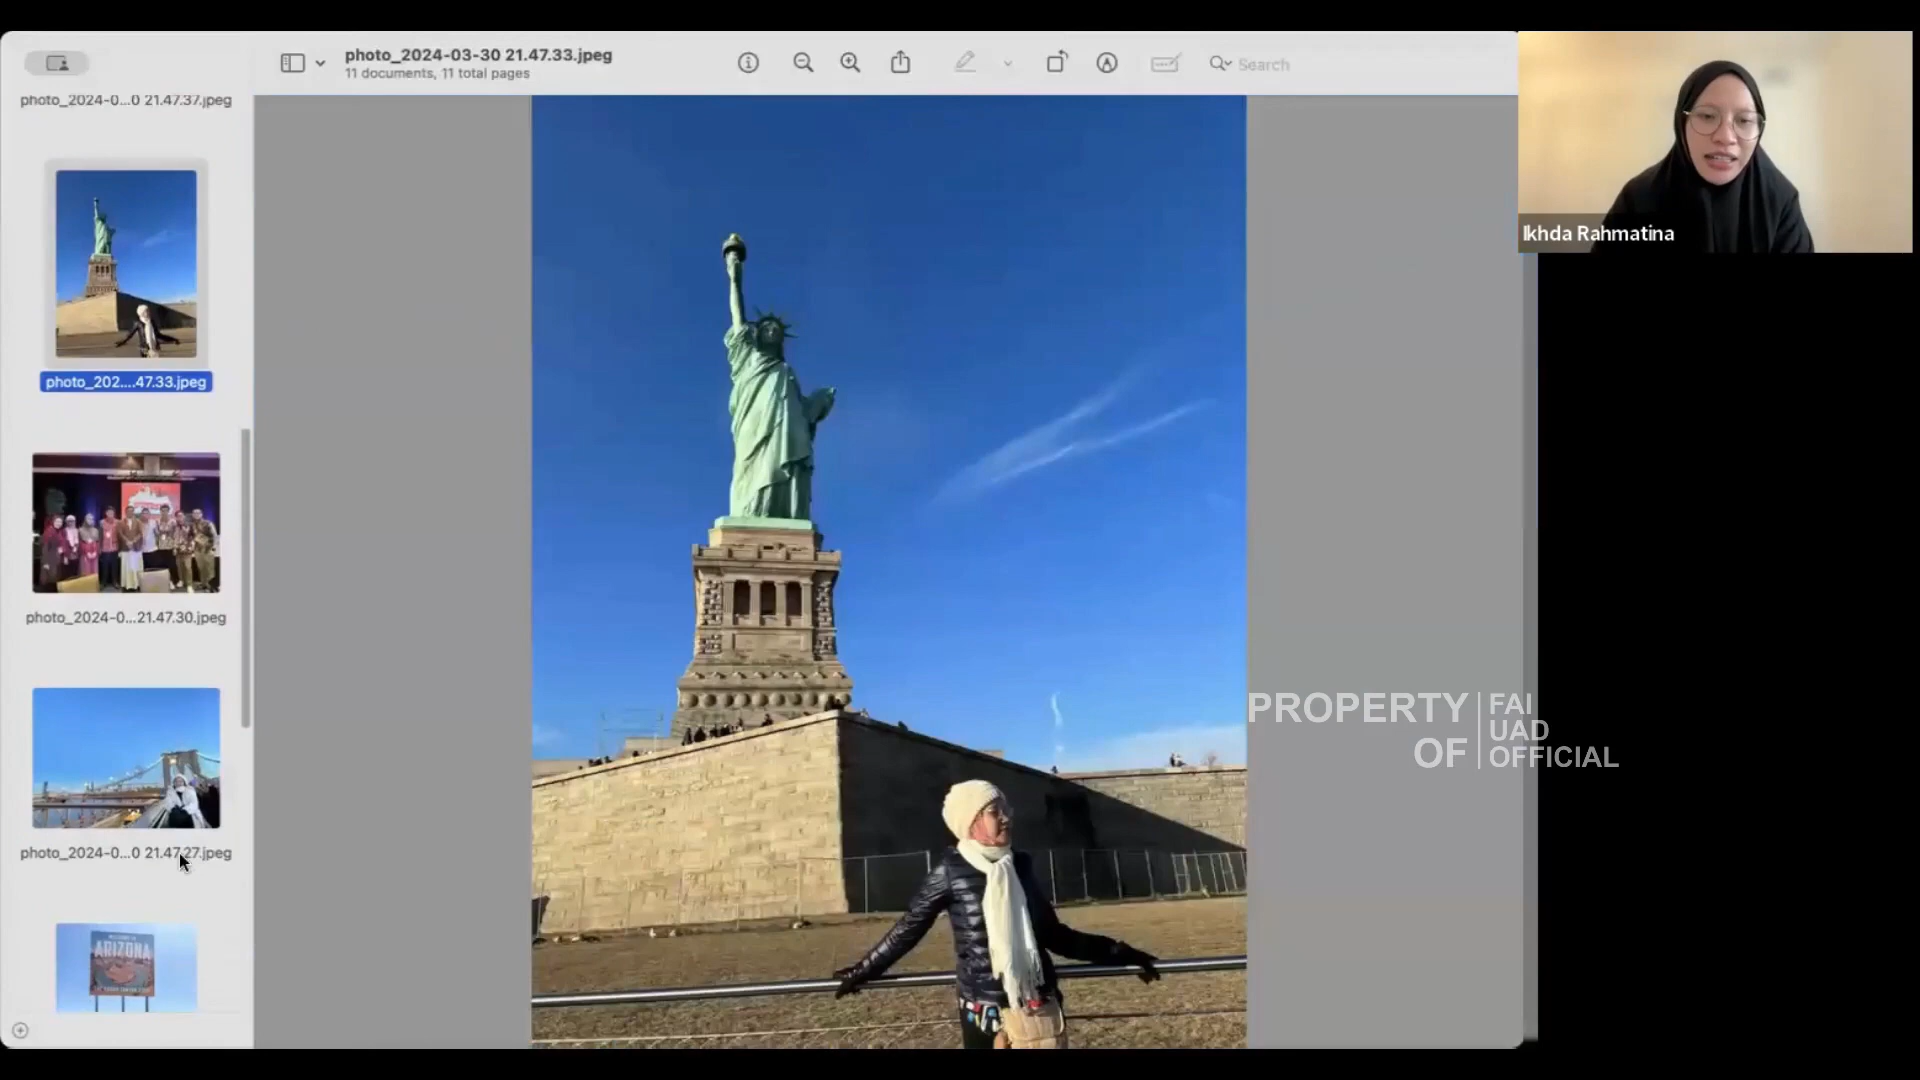 photo_2024-03-30 21.47.33.jpeg
11 documents, 11 total pages
Search
photo_2024-0...0 21.47.37.jpeg
photo_202....47.33.jpeg
photo_2024-0...21.47.30.jpeg
photo_2024-0...0 21.47.27.jpeg
ARIZONA
Ikhda Rahmatina
PROPERTY OF
FAI
UAD
OFFICIAL